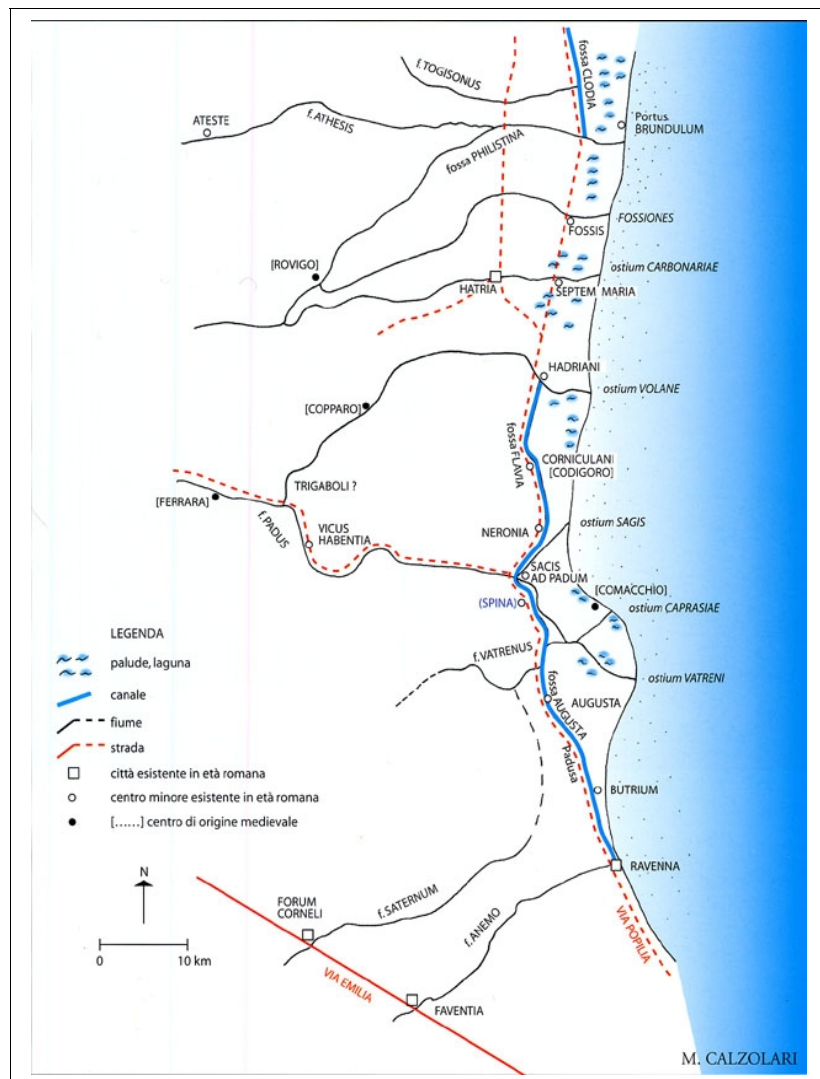 f. TOGISONUS
fossa CLODIA
ATESTE
f. ATHESIS
Portus
BRUNDULUM
fossa PHILISTINA
FOSSIONES
FOSSIS
[ROVIGO]
ostium CARBONARIAE
HATRIA
SEPTEM MARIA
HADRIANI
ostium VOLANE
[COPPARO]
fossa FLAVIA
CORNICULANI
[CODIGORO]
TRIGABOLI ?
[FERRARA]
f. PADUS
VICUS
HABENTIA
NERONIA
ostium SAGIS
SACIS
AD PADUM
[COMACCHIO]
(SPINA)
ostium CAPRASIAE
f. VATRENUS
ostium VATRENI
fossa AUGUSTA
AUGUSTA
Padusa
BUTRIUM
RAVENNA
LEGENDA
palude, laguna
canale
fiume
strada
città esistente in età romana
centro minore esistente in età romana
[......] centro di origine medievale
N
0 10 km
FORUM
CORNELI
f. SATERNUM
f. ANEMO
VIA POPILIA
VIA EMILIA
FAVENTIA
M. CALZOLARI